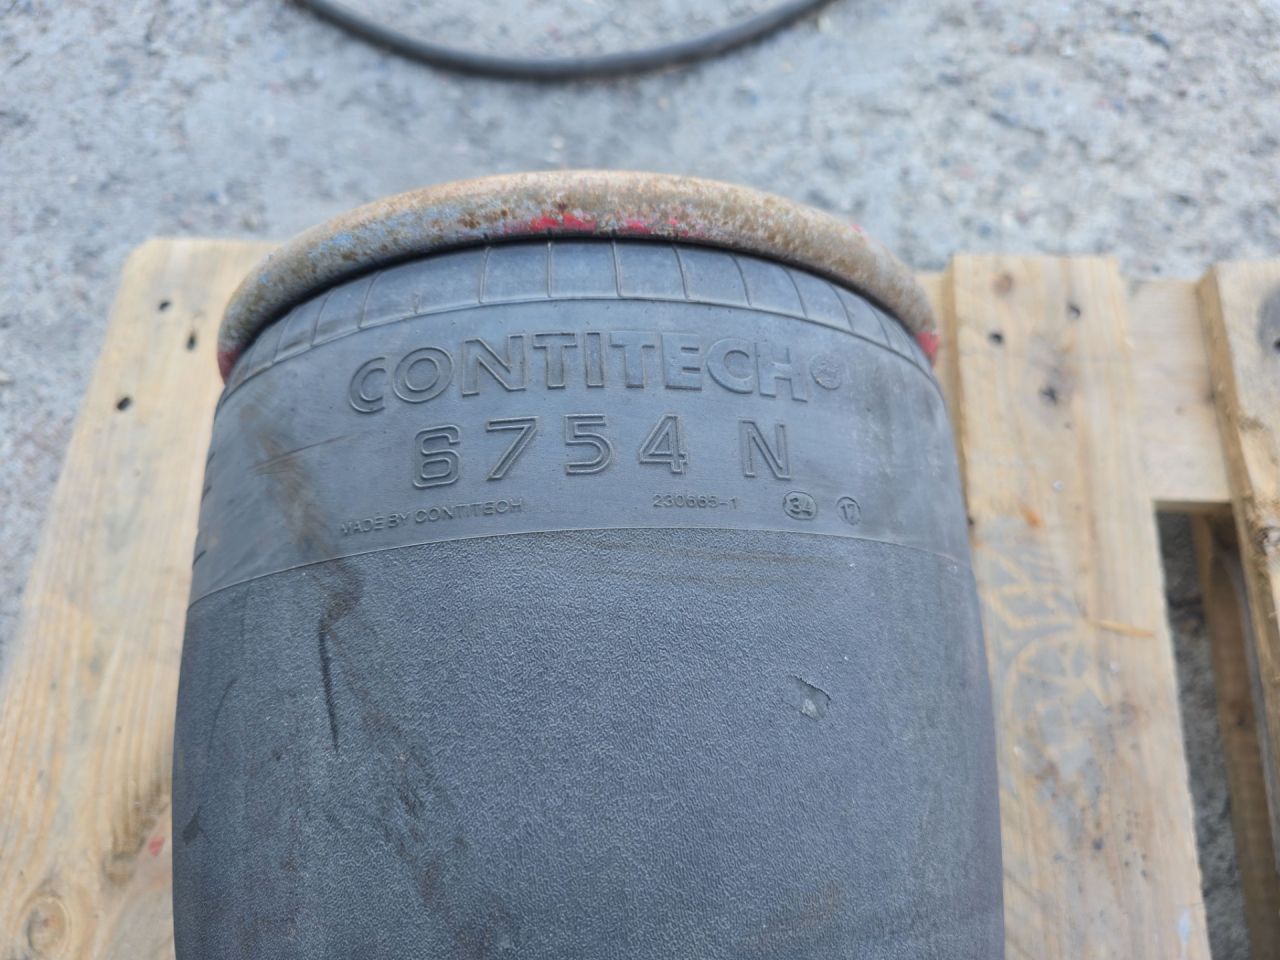 CONTITECH®
6754 N
MADE BY CONTITECH 230665-1 34 17